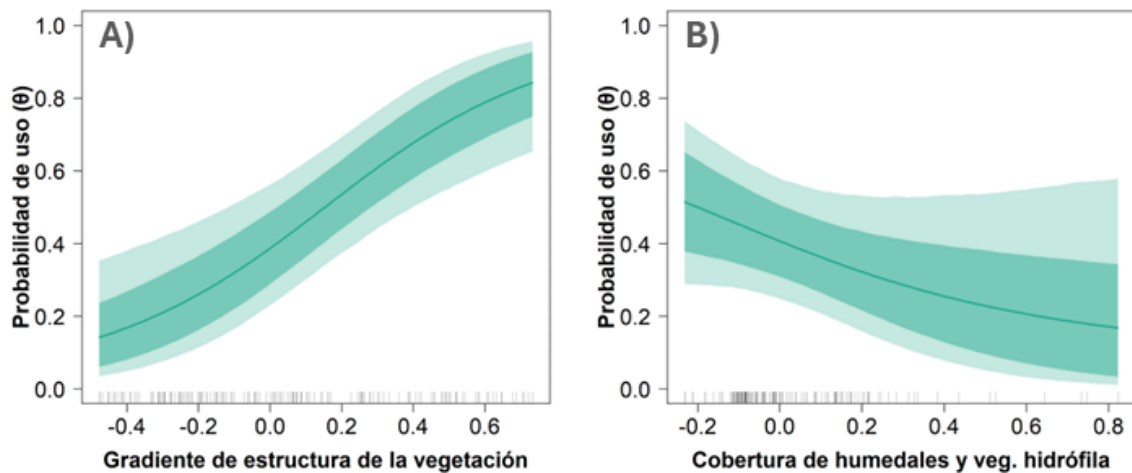 A)
Probabilidad de uso (θ)
1.0
0.8
0.6
0.4
0.2
0.0
-0.4 -0.2 0.0 0.2 0.4 0.6
Gradiente de estructura de la vegetación
B)
Probabilidad de uso (θ)
1.0
0.8
0.6
0.4
0.2
0.0
-0.2 0.0 0.2 0.4 0.6 0.8
Cobertura de humedales y veg. hidrófila